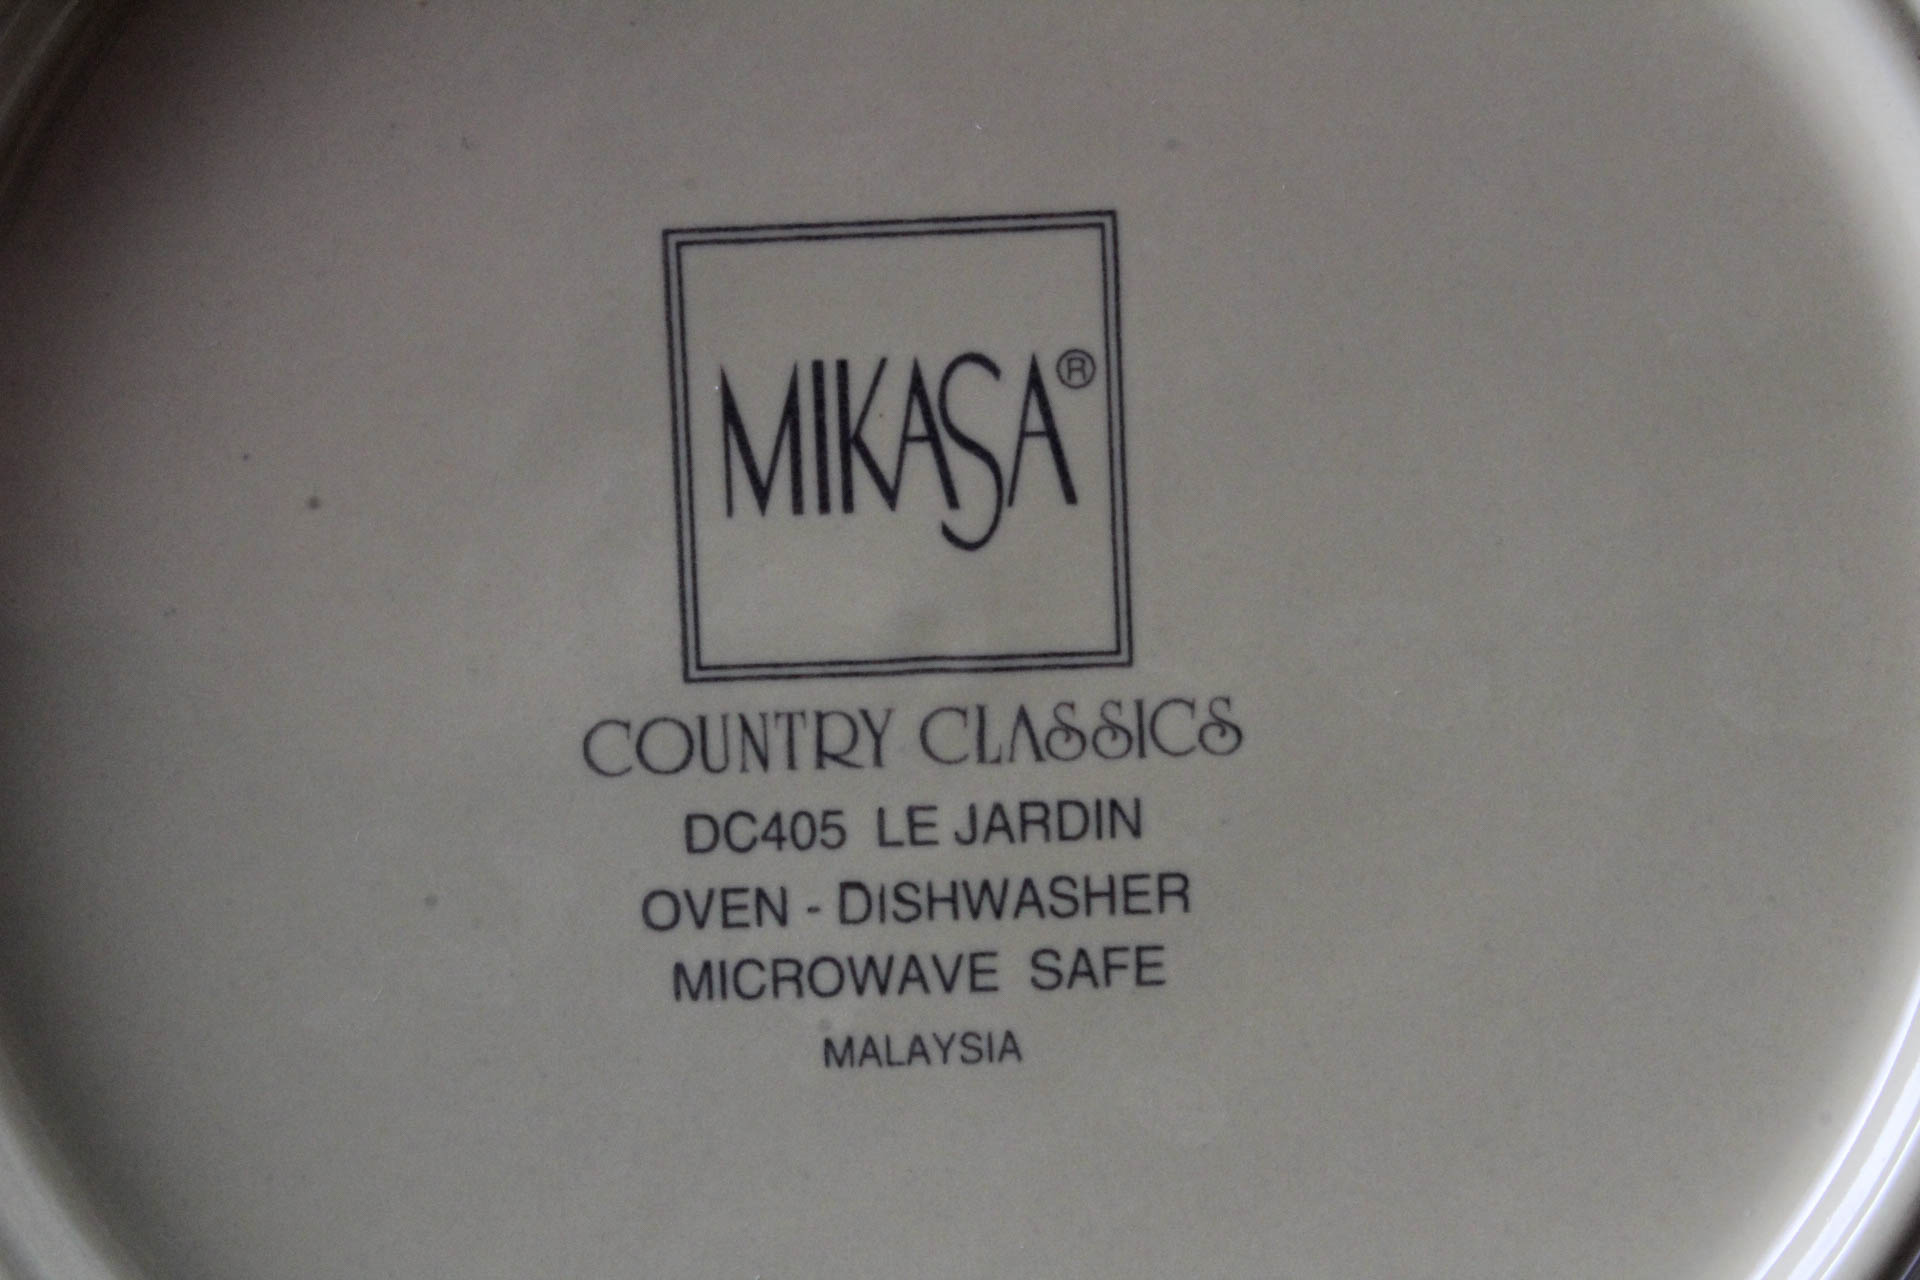 MIKASA®
COUNTRY CLASSICS
DC405 LE JARDIN
OVEN - DISHWASHER
MICROWAVE SAFE
MALAYSIA